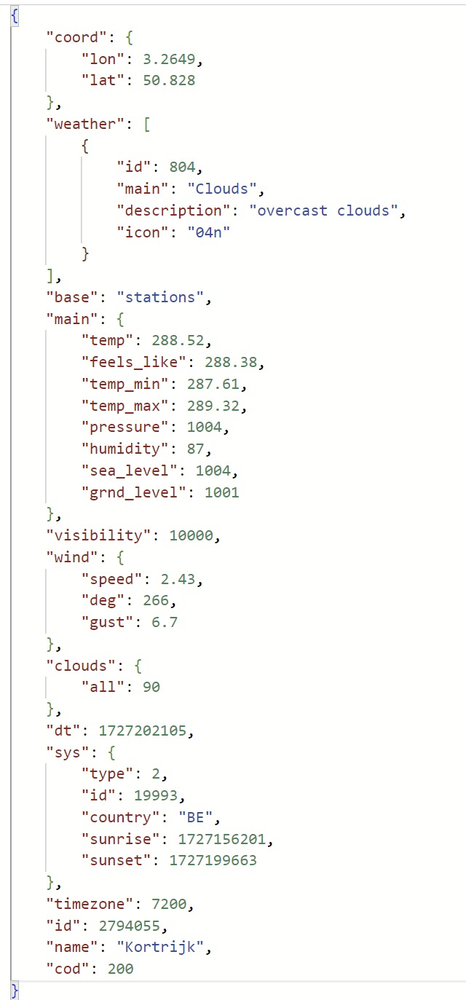 {
    "coord": {
        "lon": 3.2649,
        "lat": 50.828
    },
    "weather": [
        {
            "id": 804,
            "main": "Clouds",
            "description": "overcast clouds",
            "icon": "04n"
        }
    ],
    "base": "stations",
    "main": {
        "temp": 288.52,
        "feels_like": 288.38,
        "temp_min": 287.61,
        "temp_max": 289.32,
        "pressure": 1004,
        "humidity": 87,
        "sea_level": 1004,
        "grnd_level": 1001
    },
    "visibility": 10000,
    "wind": {
        "speed": 2.43,
        "deg": 266,
        "gust": 6.7
    },
    "clouds": {
        "all": 90
    },
    "dt": 1727202105,
    "sys": {
        "type": 2,
        "id": 19993,
        "country": "BE",
        "sunrise": 1727156201,
        "sunset": 1727199663
    },
    "timezone": 7200,
    "id": 2794055,
    "name": "Kortrijk",
    "cod": 200
}